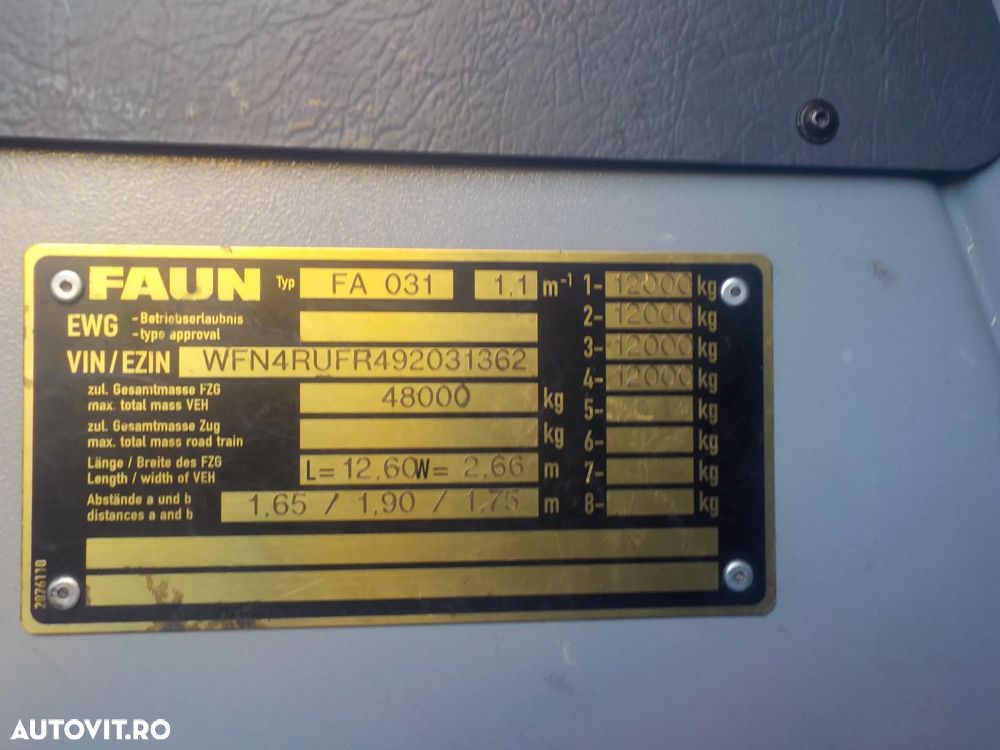 FAUN Typ FA 031 1.1 m⁻¹
EWG -Betriebserlaubnis
-type approval
VIN/EZIN WFN4RUFR492031362
zul. Gesamtmasse FZG
max. total mass VEH 48000 kg
zul. Gesamtmasse Zug
max. total mass road train kg
Länge / Breite des FZG
Length / width of VEH L= 12,60 W= 2,66 m
Abstände a und b
distances a and b 1,65 / 1,90 / 1,75 m
1- 12000 kg
2- 12000 kg
3- 12000 kg
4- 12000 kg
5- kg
6- kg
7- kg
8- kg
2876110
AUTOVIT.RO